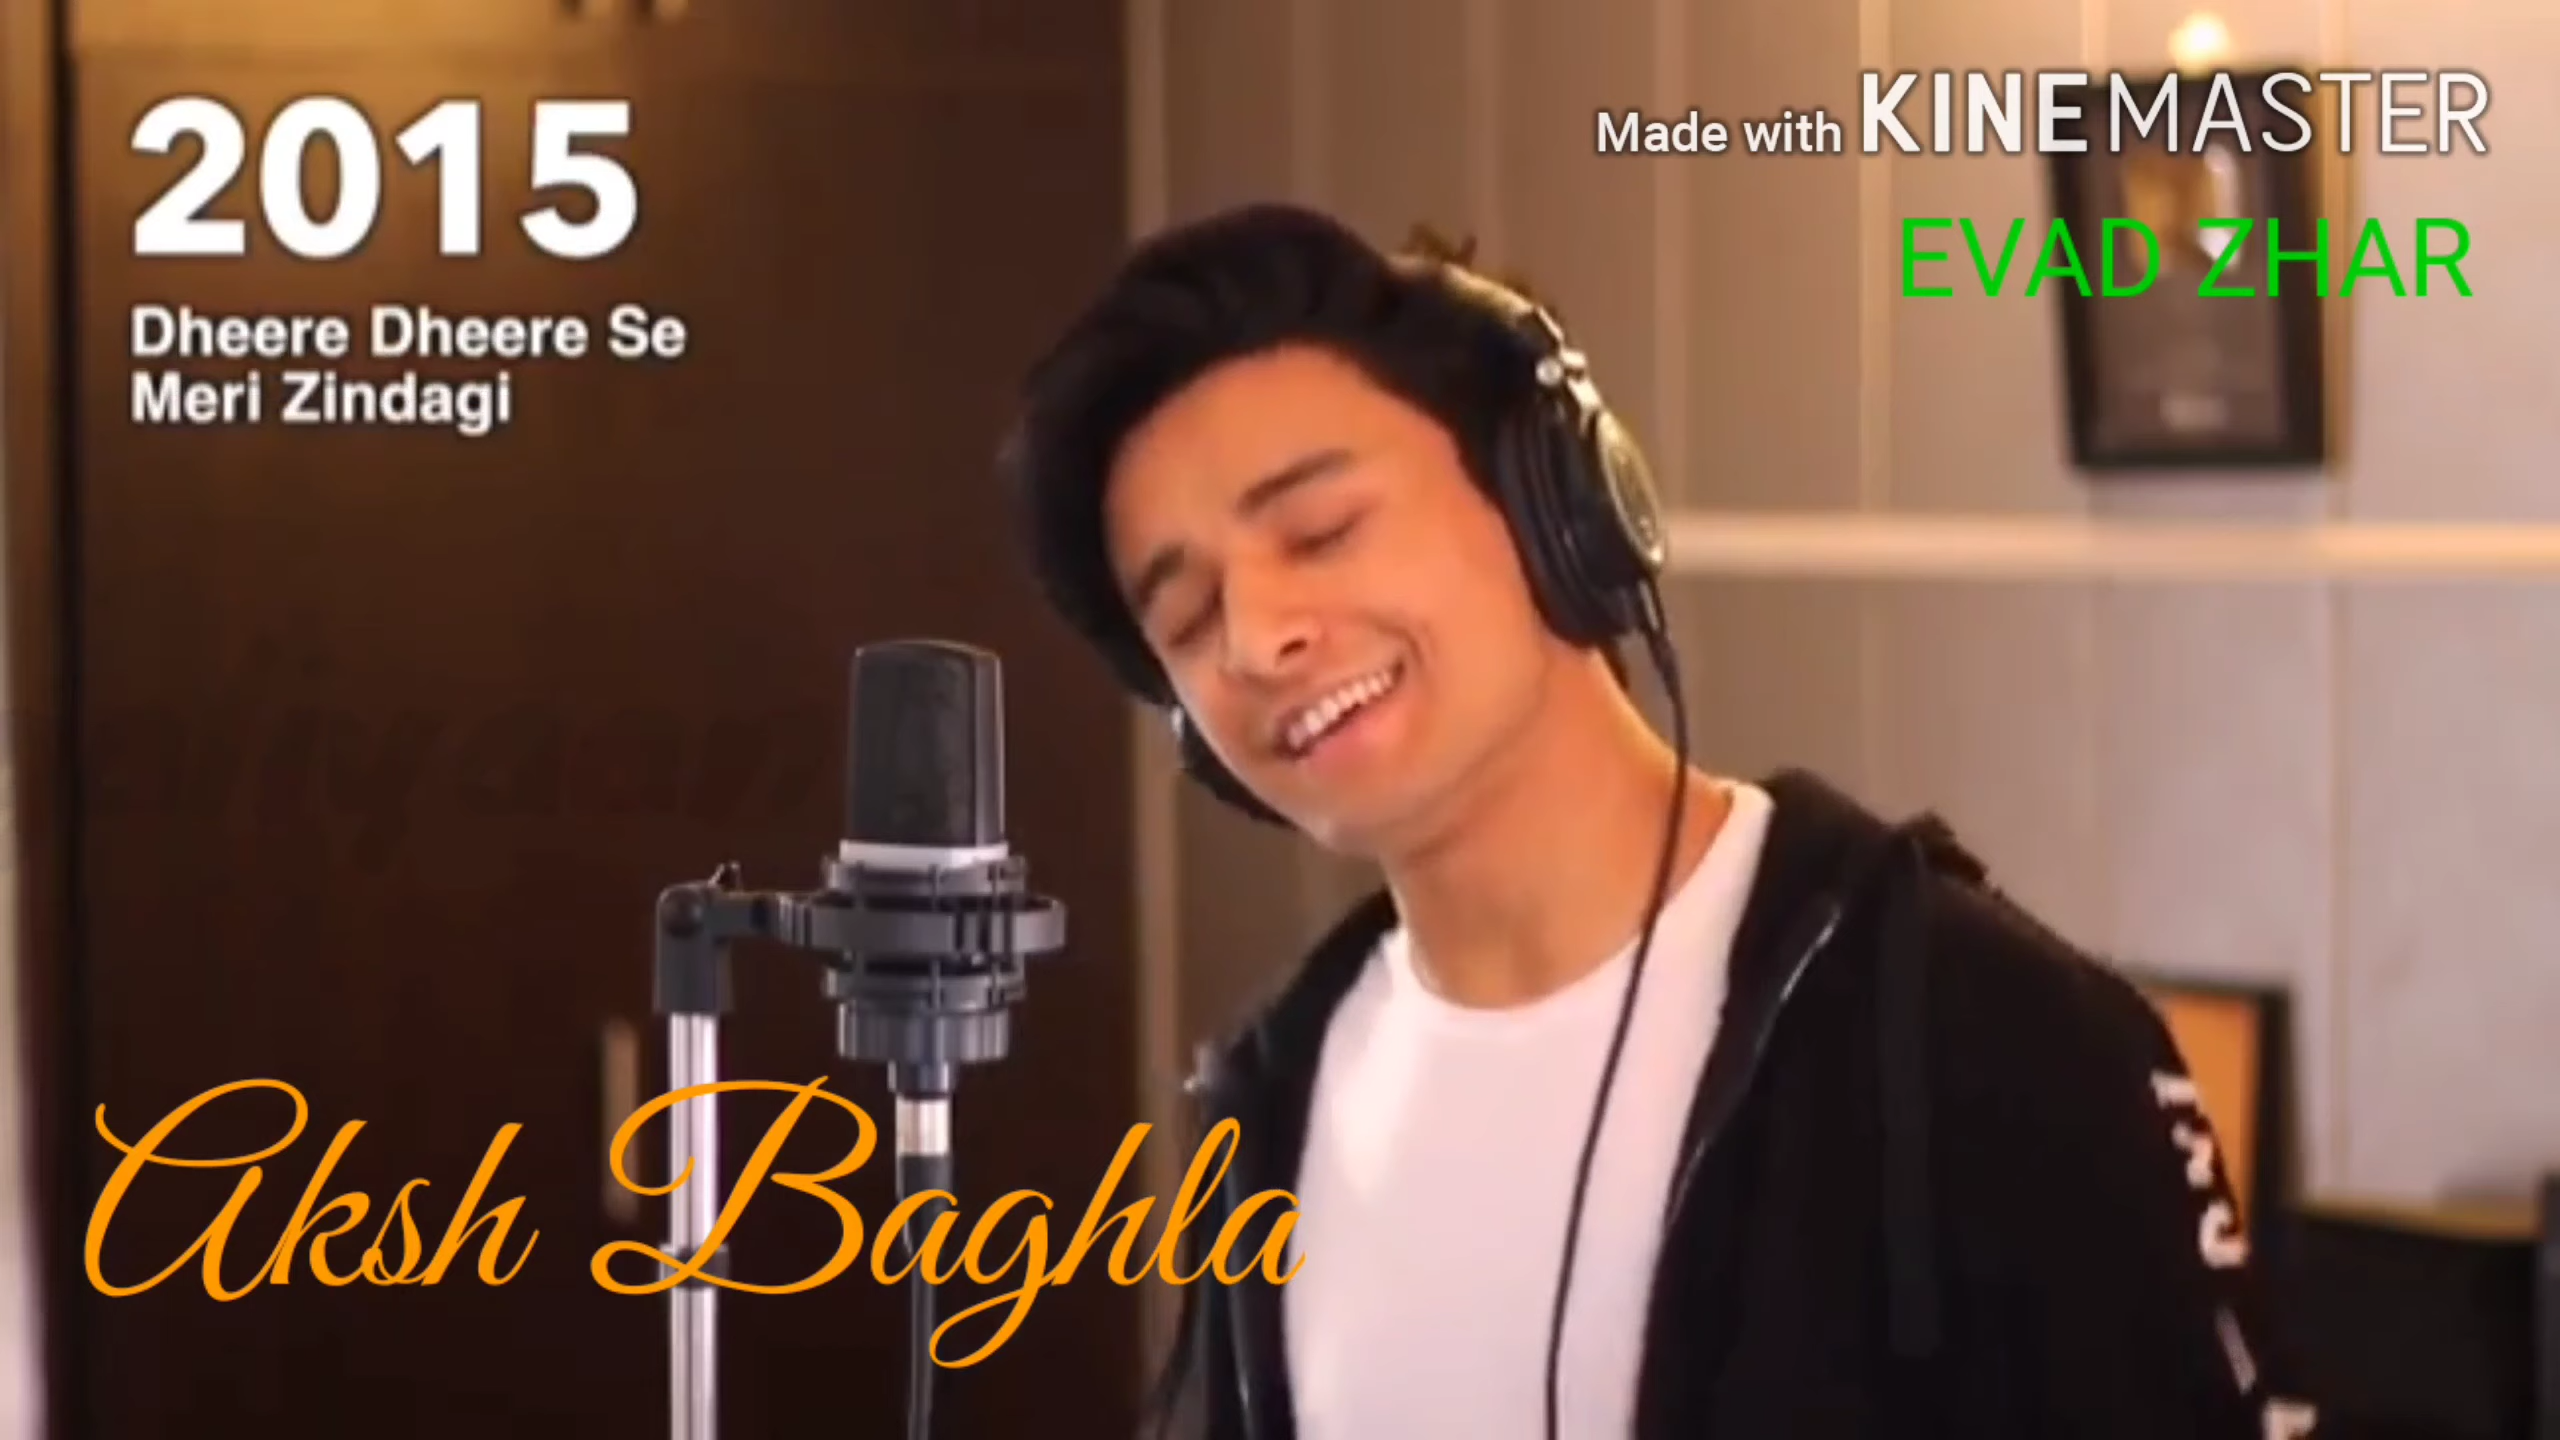 2015
Dheere Dheere Se
Meri Zindagi
Made with KINEMASTER
EVAD ZHAR
Aksh Baghla